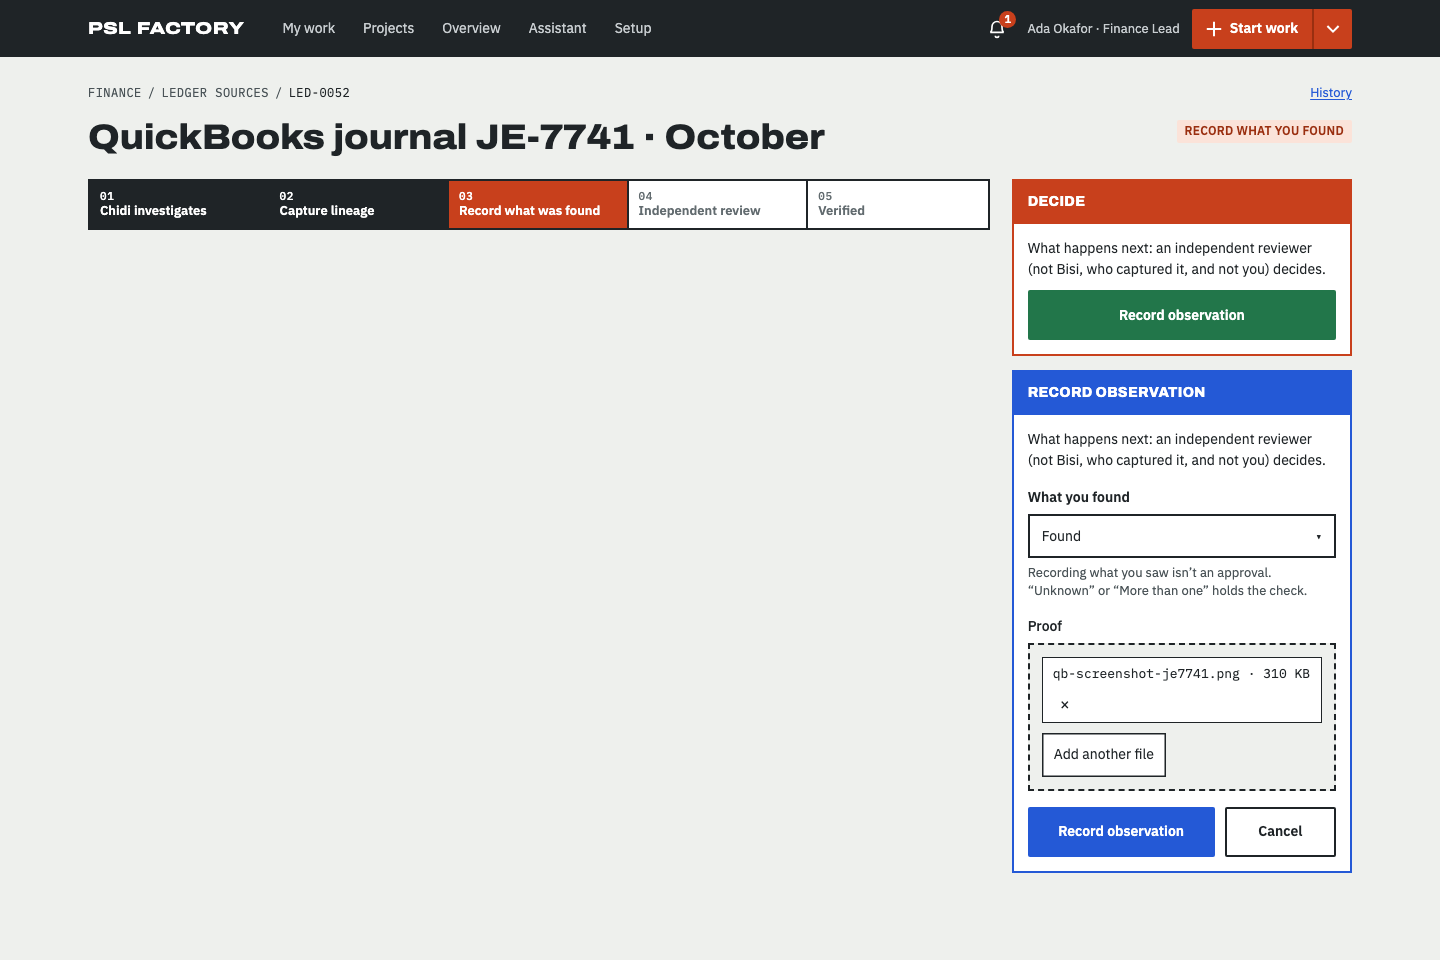 PSL FACTORY
My work
Projects
Overview
Assistant
Setup
1
Ada Okafor · Finance Lead
Start work
FINANCE / LEDGER SOURCES / LED-0052
History
QuickBooks journal JE-7741 · October
RECORD WHAT YOU FOUND
01
Chidi investigates
02
Capture lineage
03
Record what was found
04
Independent review
05
Verified
DECIDE
What happens next: an independent reviewer
(not Bisi, who captured it, and not you) decides.
Record observation
RECORD OBSERVATION
What happens next: an independent reviewer
(not Bisi, who captured it, and not you) decides.
What you found
Found
Recording what you saw isn’t an approval.
“Unknown” or “More than one” holds the check.
Proof
qb-screenshot-je7741.png · 310 KB
×
Add another file
Record observation
Cancel